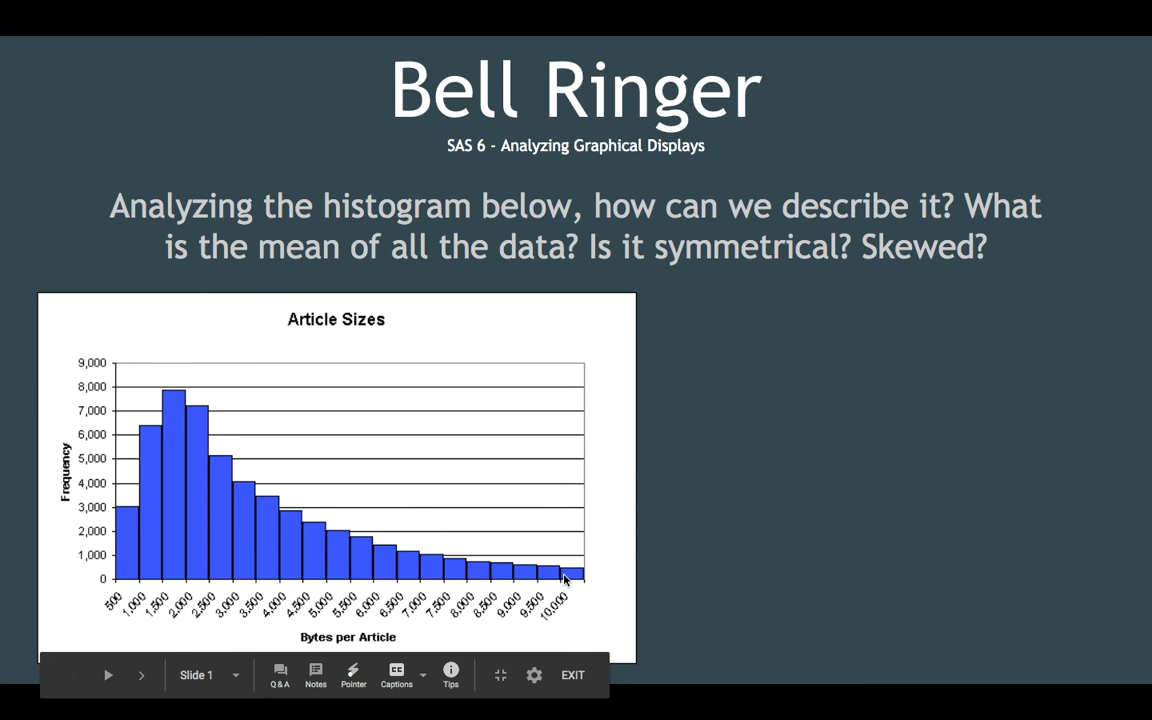 Bell Ringer
SAS 6 - Analyzing Graphical Displays
Analyzing the histogram below, how can we describe it? What
is the mean of all the data? Is it symmetrical? Skewed?
Article Sizes
9,000
8,000
7,000
6,000
5,000
4,000
3,000
2,000
1,000
0
Frequency
500 1,000 1,500 2,000 2,500 3,000 3,500 4,000 4,500 5,000 5,500 6,000 6,500 7,000 7,500 8,000 8,500 9,000 9,500 10,000
Bytes per Article
Slide 1
Q & A
Notes
Pointer
CC
Captions
Tips
EXIT